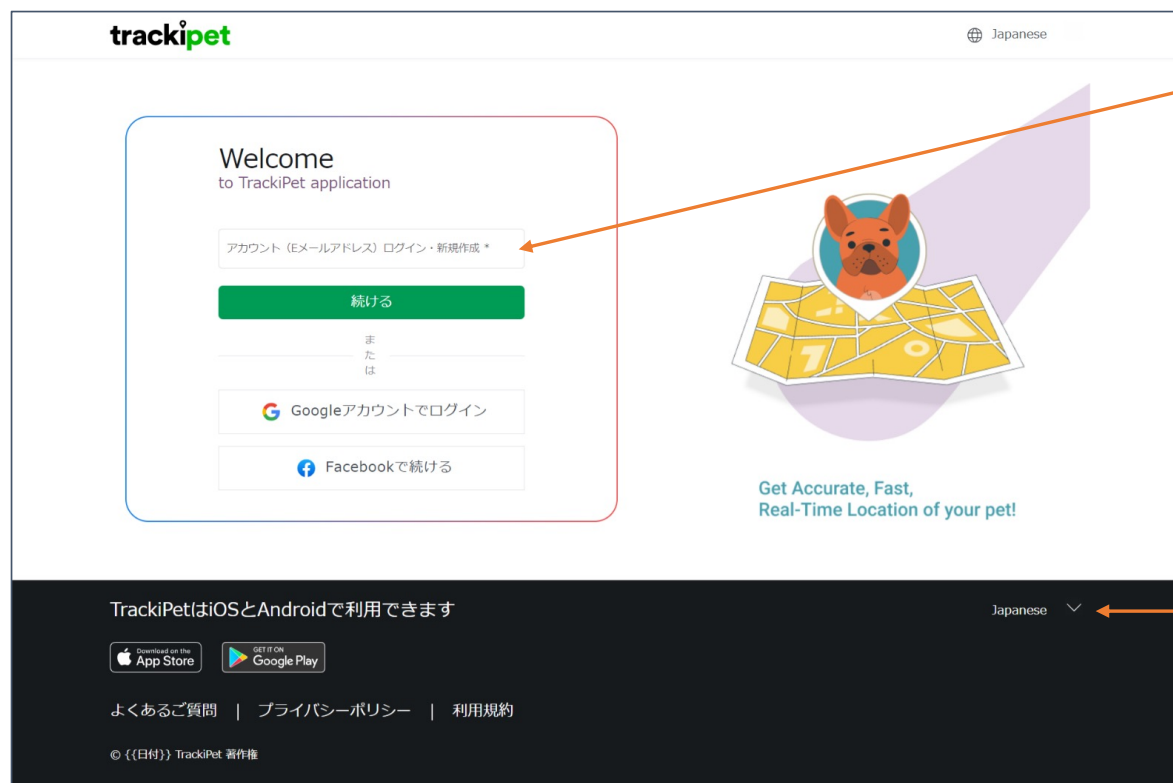 trackipet
Japanese
Welcome
to TrackiPet application
アカウント（Eメールアドレス）ログイン・新規作成 *
続ける
または
Googleアカウントでログイン
Facebookで続ける
Get Accurate, Fast,
Real-Time Location of your pet!
TrackiPetはiOSとAndroidで利用できます
Japanese
Download on the
App Store
GET IT ON
Google Play
よくあるご質問 | プライバシーポリシー | 利用規約
© {{日付}} TrackiPet 著作権